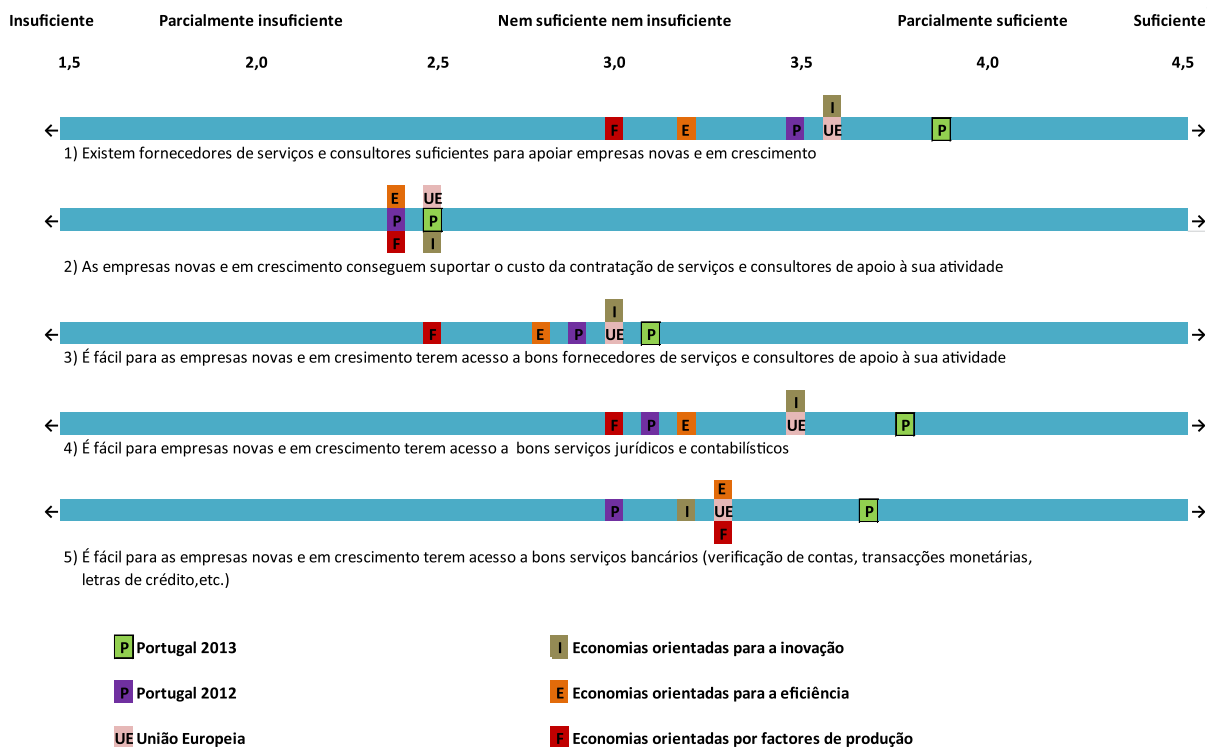 Insuficiente Parcialmente insuficiente Nem suficiente nem insuficiente Parcialmente suficiente Suficiente
1,5 2,0 2,5 3,0 3,5 4,0 4,5
I
← F E P UE P →
1) Existem fornecedores de serviços e consultores suficientes para apoiar empresas novas e em crescimento
E UE
← P P →
F I
2) As empresas novas e em crescimento conseguem suportar o custo da contratação de serviços e consultores de apoio à sua atividade
I
← F E P UE P →
3) É fácil para as empresas novas e em cresimento terem acesso a bons fornecedores de serviços e consultores de apoio à sua atividade
I
← F P E UE P →
4) É fácil para empresas novas e em crescimento terem acesso a bons serviços jurídicos e contabilísticos
E
← P I UE P →
F
5) É fácil para as empresas novas e em crescimento terem acesso a bons serviços bancários (verificação de contas, transacções monetárias,
letras de crédito,etc.)
P Portugal 2013 I Economias orientadas para a inovação
P Portugal 2012 E Economias orientadas para a eficiência
UE União Europeia F Economias orientadas por factores de produção